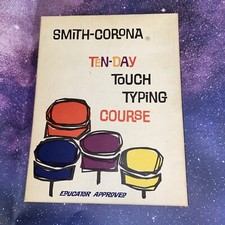 SMITH-CORONA®
TEN-DAY
TOUCH
TYPING
COURSE
EDUCATOR APPROVED